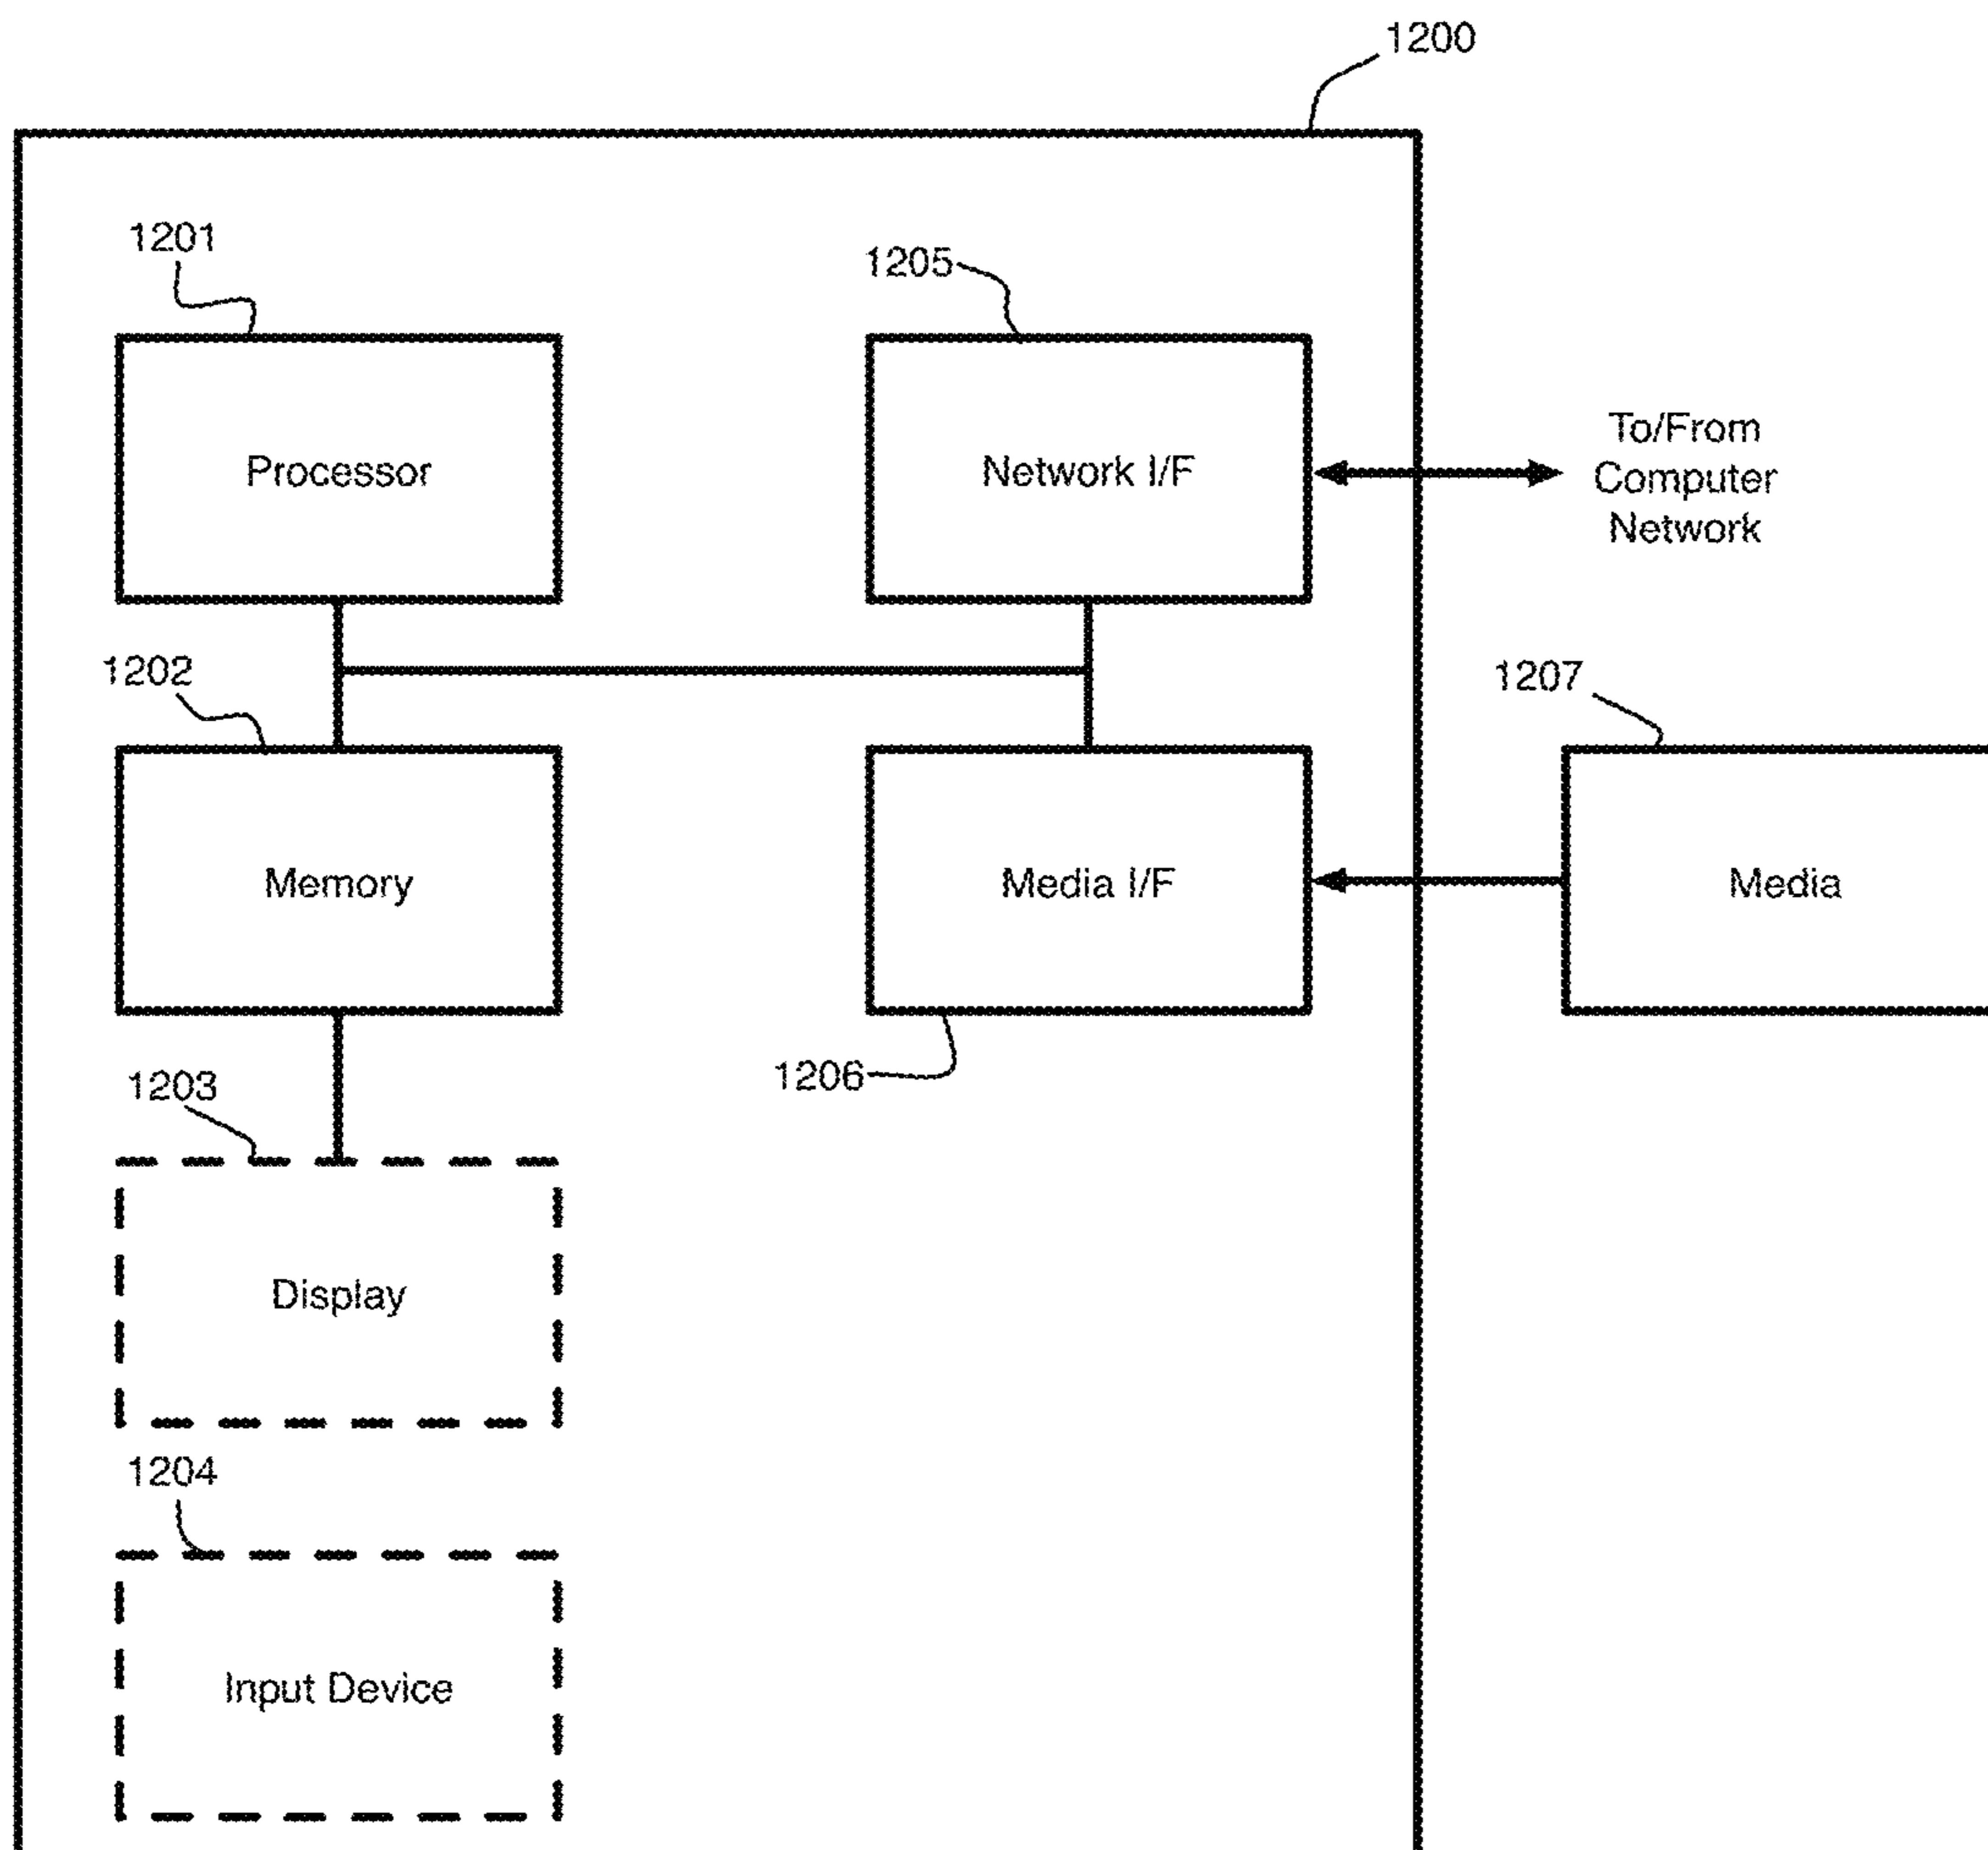 1200
1201
1205
Processor
Network I/F
To/From
Computer
Network
1202
1207
Memory
Media I/F
Media
1203
1206
Display
1204
Input Device